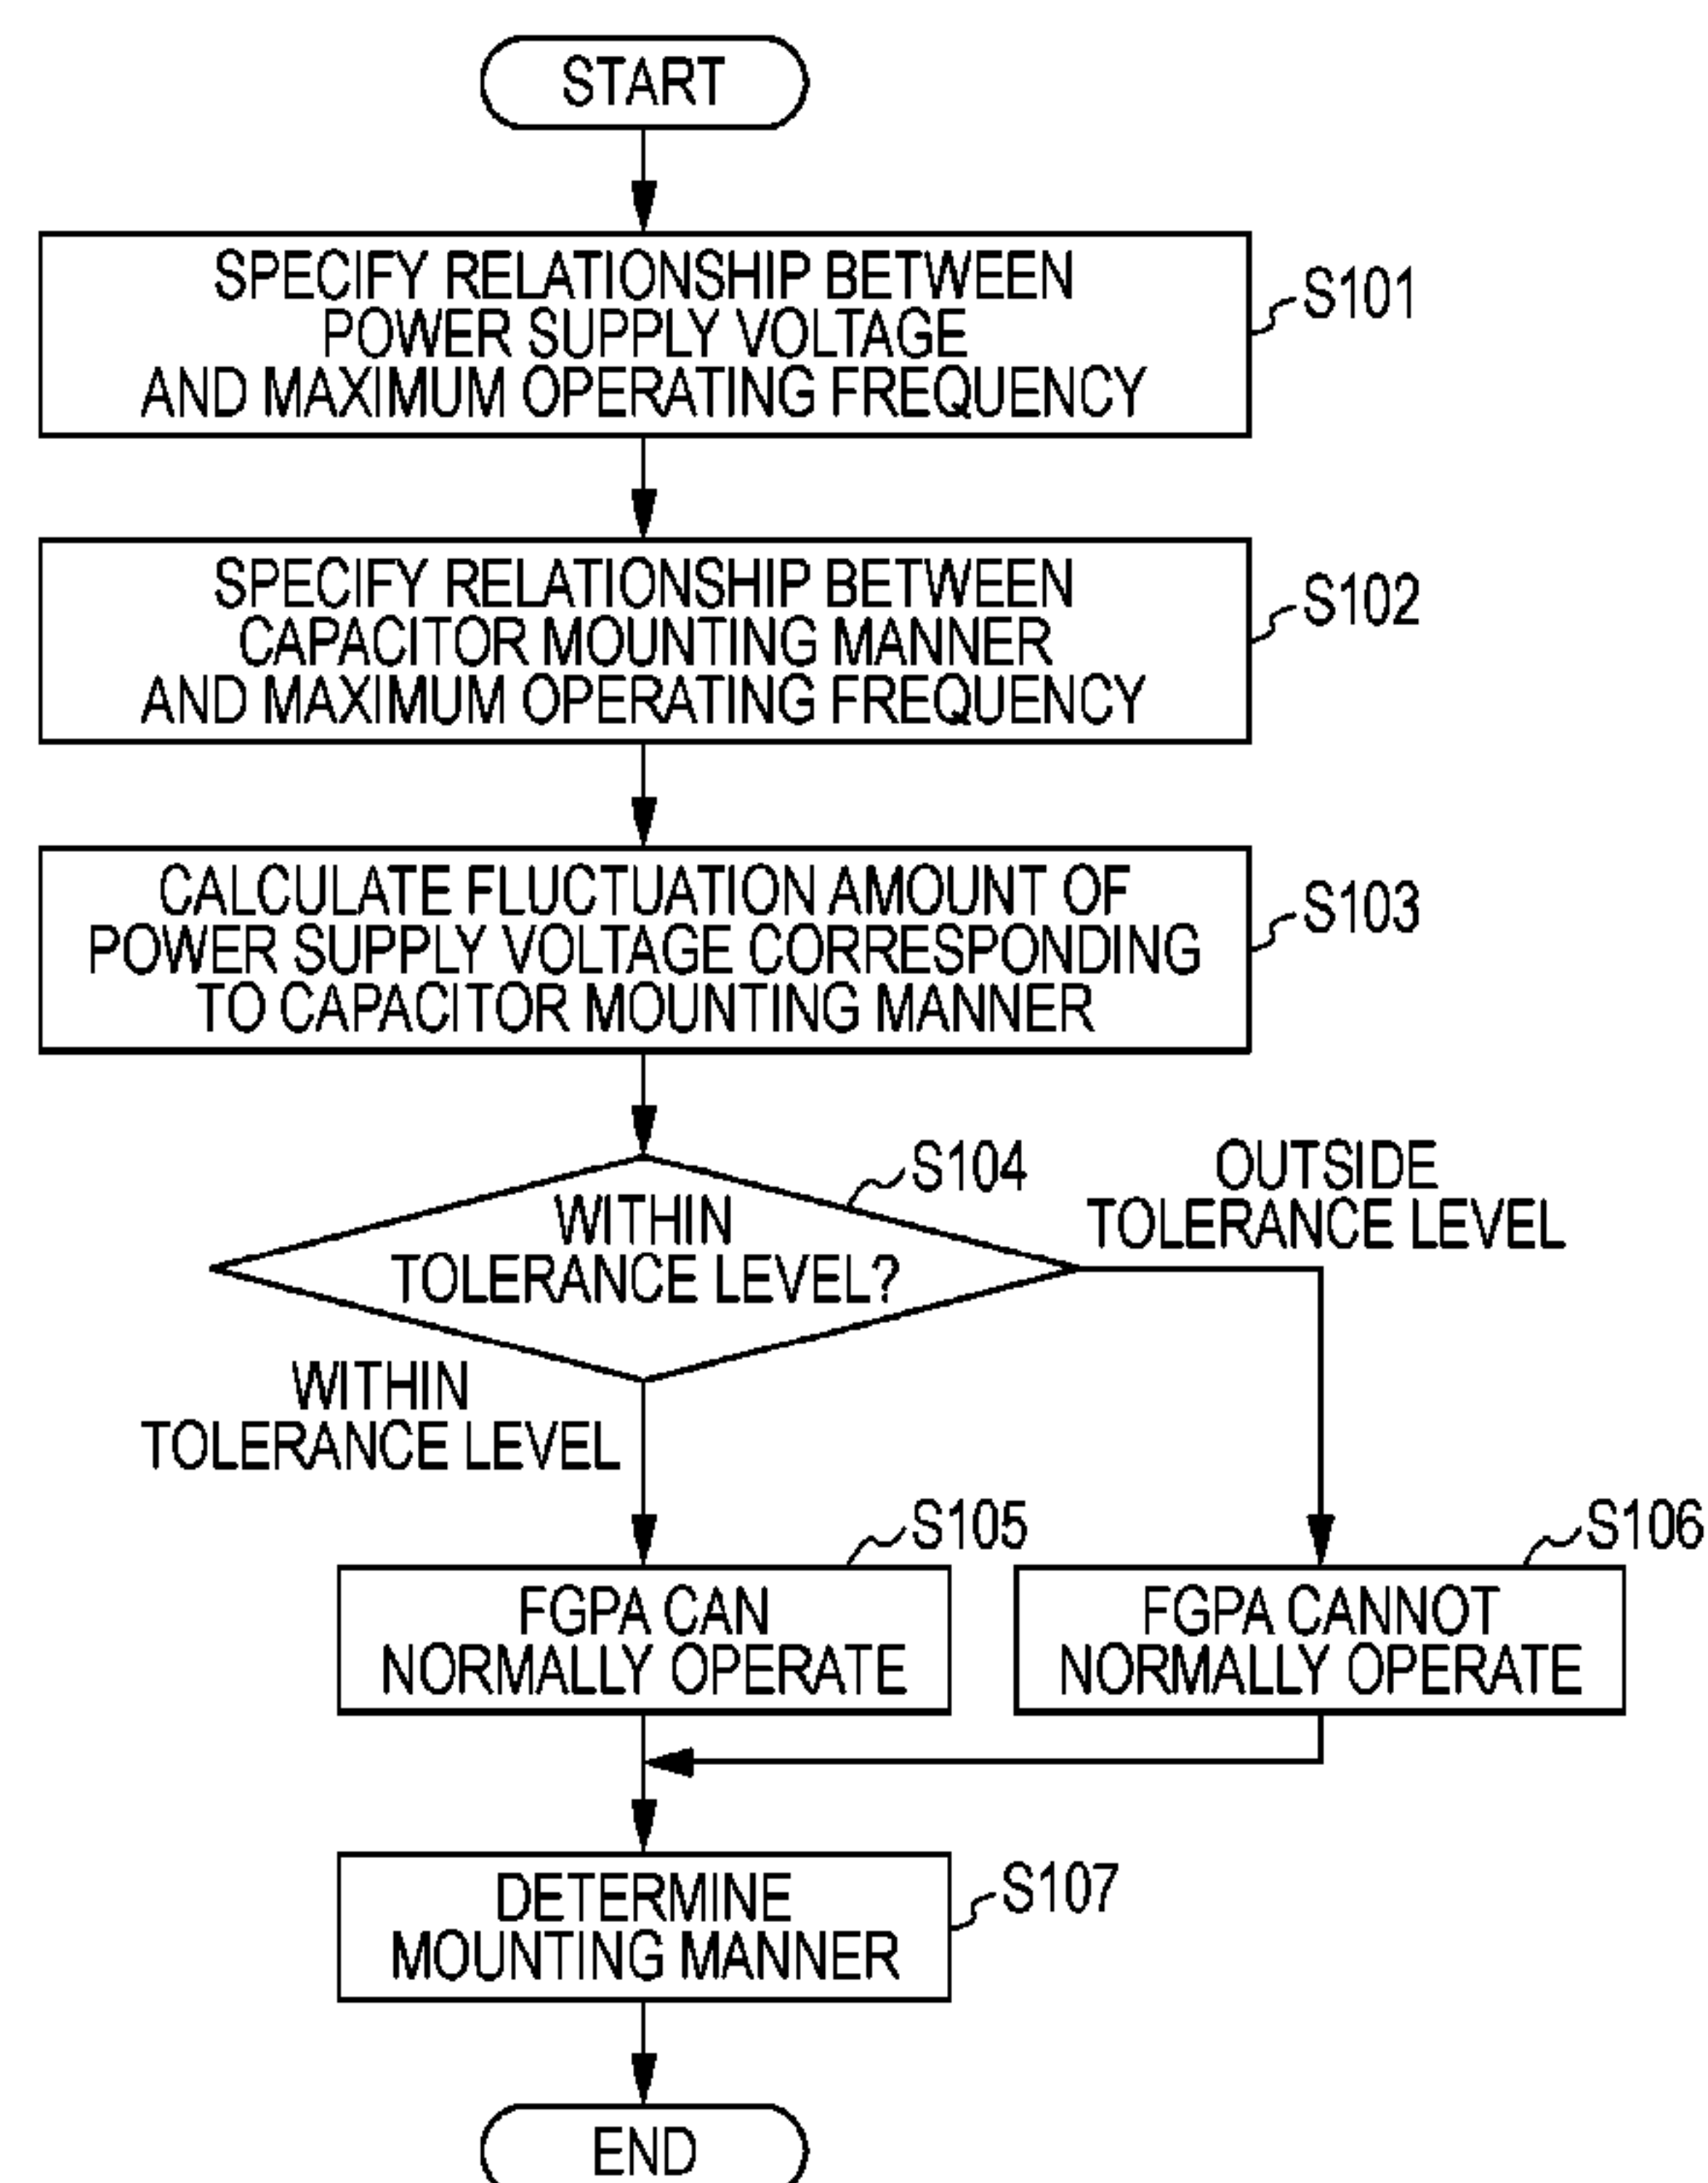 START
SPECIFY RELATIONSHIP BETWEEN
POWER SUPPLY VOLTAGE
AND MAXIMUM OPERATING FREQUENCY
S101
SPECIFY RELATIONSHIP BETWEEN
CAPACITOR MOUNTING MANNER
AND MAXIMUM OPERATING FREQUENCY
S102
CALCULATE FLUCTUATION AMOUNT OF
POWER SUPPLY VOLTAGE CORRESPONDING
TO CAPACITOR MOUNTING MANNER
S103
S104
WITHIN
TOLERANCE LEVEL?
OUTSIDE
TOLERANCE LEVEL
WITHIN
TOLERANCE LEVEL
S105
FGPA CAN
NORMALLY OPERATE
S106
FGPA CANNOT
NORMALLY OPERATE
DETERMINE
MOUNTING MANNER
S107
END